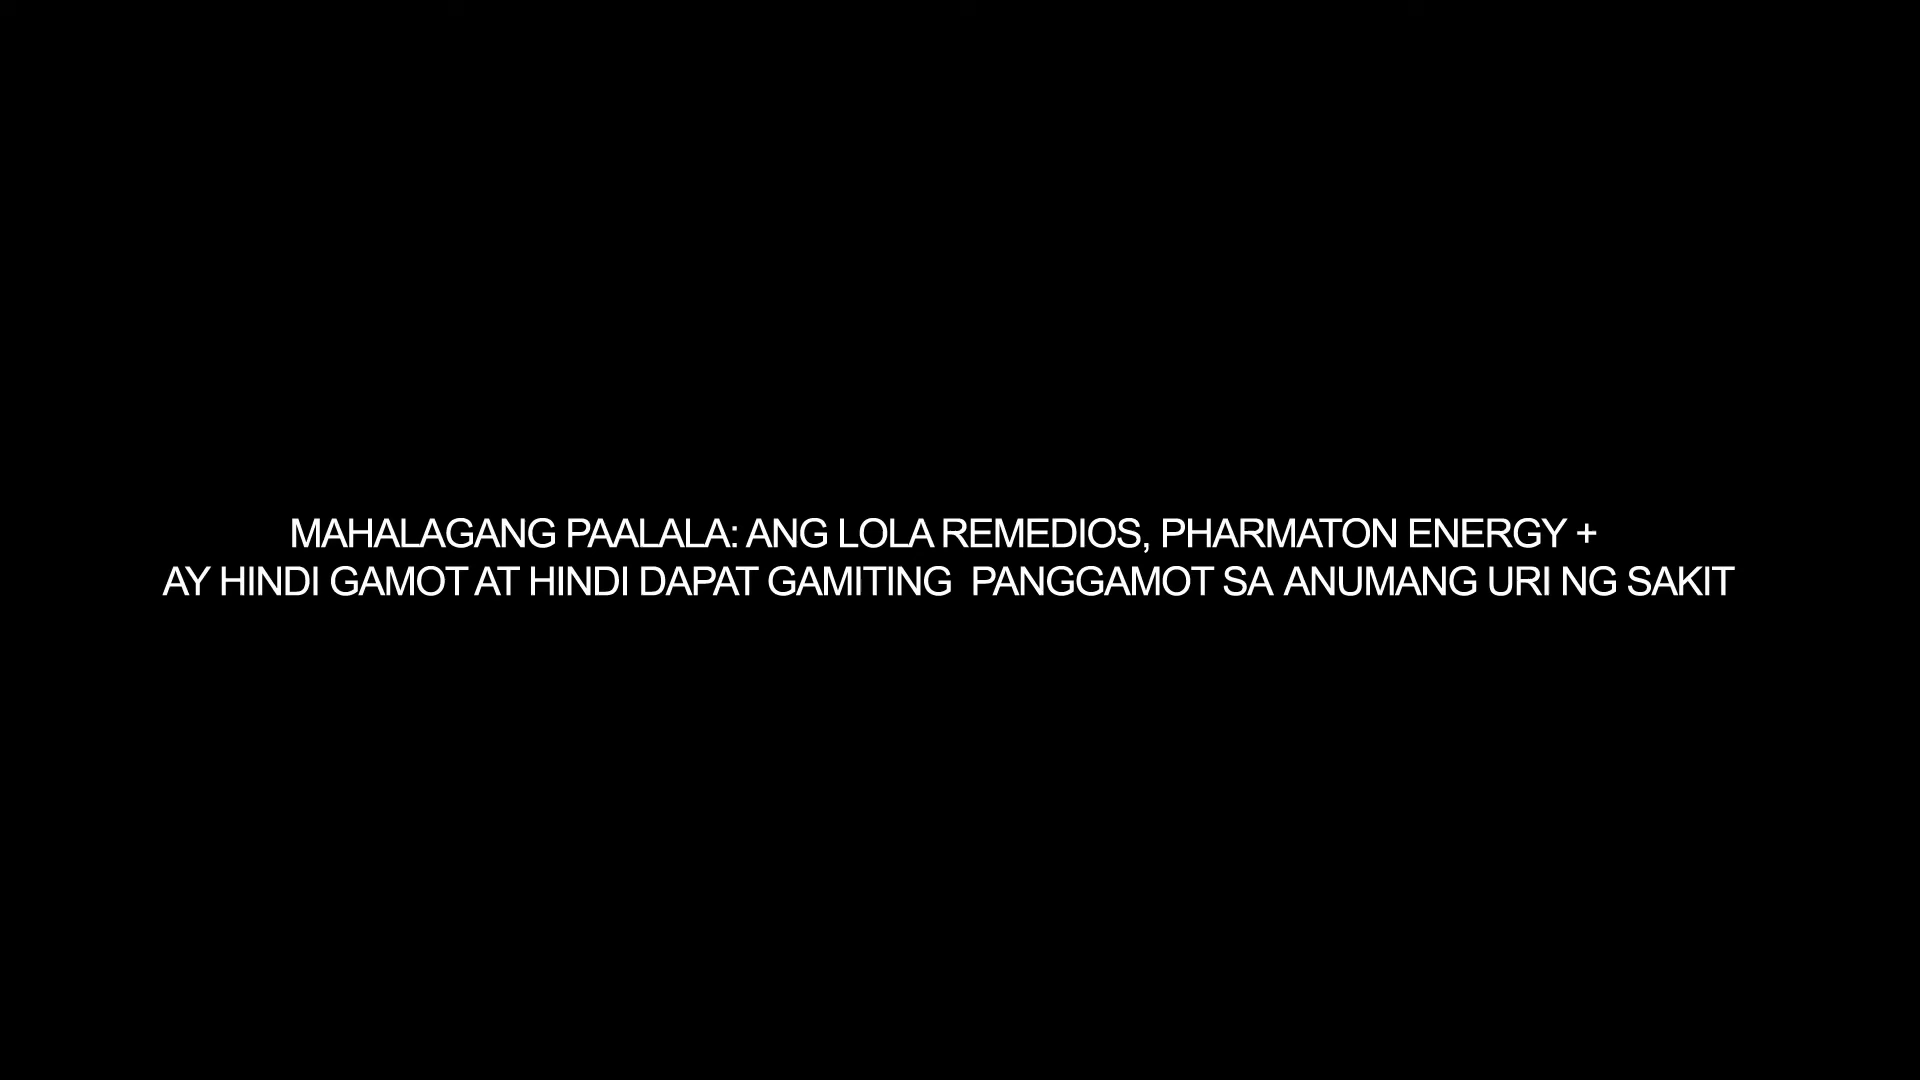 MAHALAGANG PAALALA: ANG LOLA REMEDIOS, PHARMATON ENERGY +
AY HINDI GAMOT AT HINDI DAPAT GAMITING PANGGAMOT SA ANUMANG URI NG SAKIT